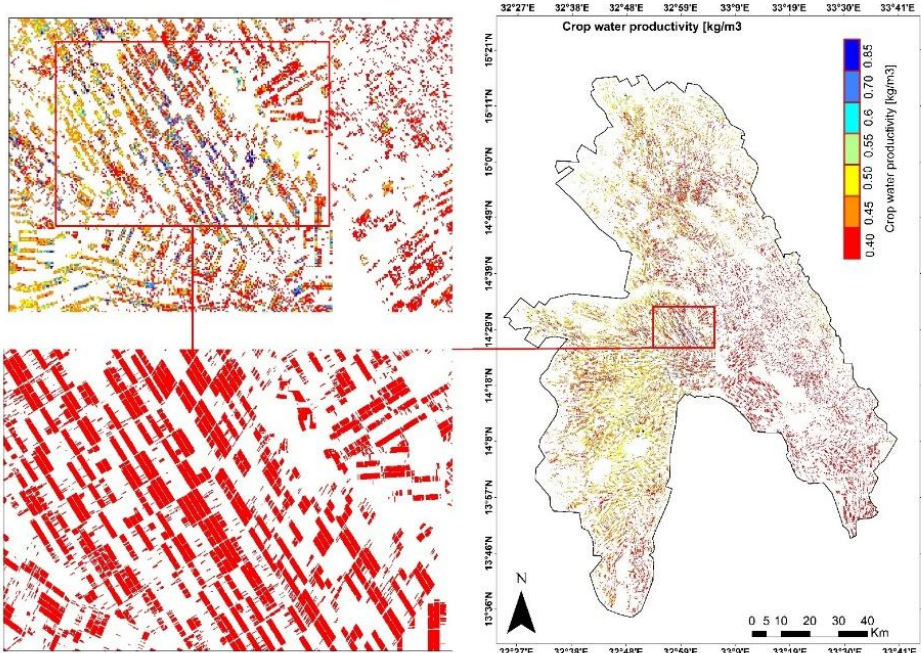 32°27'E 32°38'E 32°48'E 32°59'E 33°9'E 33°19'E 33°30'E 33°41'E
Crop water productivity [kg/m3
15°21'N
15°11'N
15°0'N
14°49'N
14°39'N
14°29'N
14°18'N
14°8'N
13°57'N
13°46'N
13°36'N
0.85
0.70
0.6
0.55
0.50
0.45
0.40
Crop water productivity [kg/m3]
N
0 5 10 20 30 40
Km
32°27'E 32°38'E 32°48'E 32°59'E 33°9'E 33°19'E 33°30'E 33°41'E